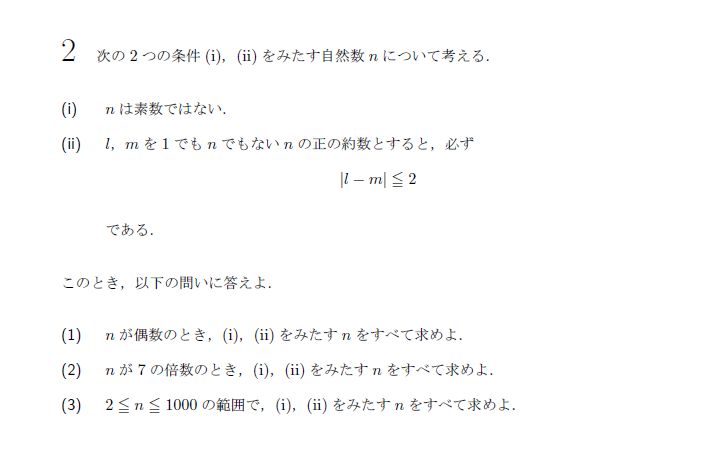 2 次の 2 つの条件 (i)，(ii) をみたす自然数 n について考える．
(i) n は素数ではない．
(ii) l，m を 1 でも n でもない n の正の約数とすると，必ず
|l − m| ≦ 2
である．
このとき，以下の問いに答えよ．
(1) n が偶数のとき，(i)，(ii) をみたす n をすべて求めよ．
(2) n が 7 の倍数のとき，(i)，(ii) をみたす n をすべて求めよ．
(3) 2 ≦ n ≦ 1000 の範囲で，(i)，(ii) をみたす n をすべて求めよ．